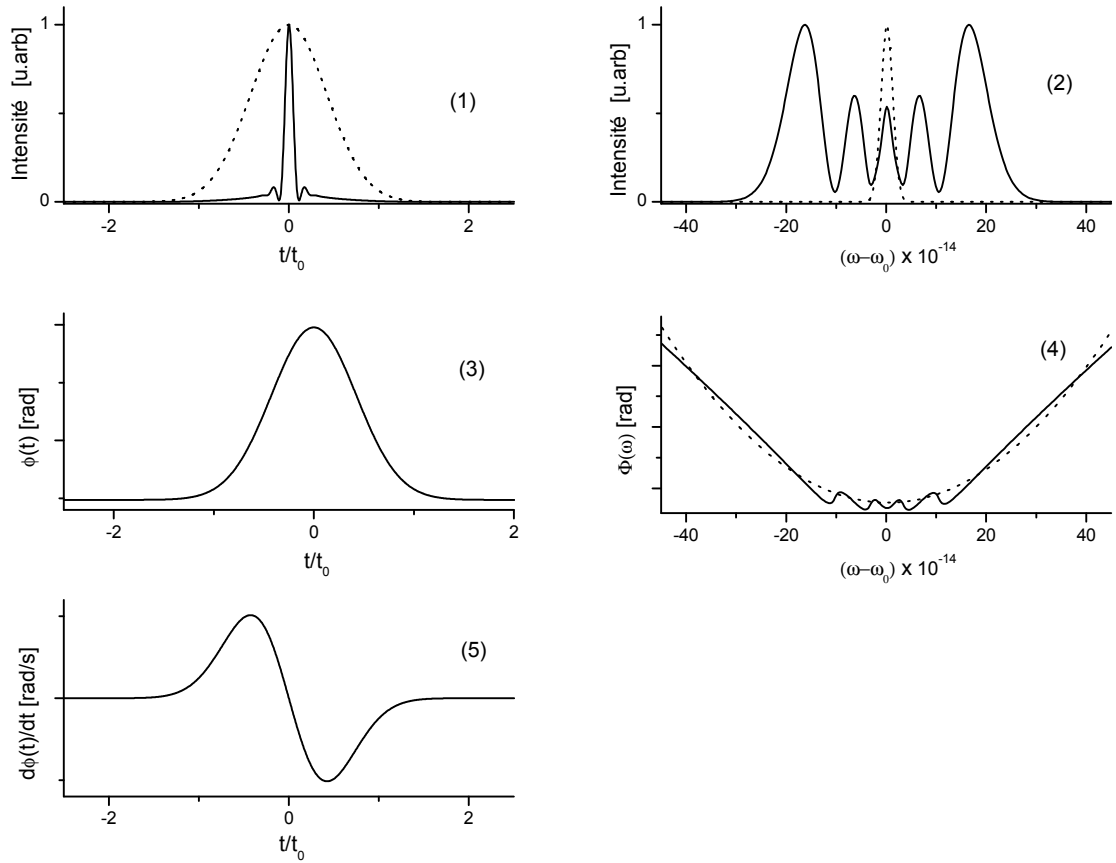 Intensité [u.arb]
1
0
-2
0
2
t/t₀
(1)
Intensité [u.arb]
1
0
-40
-20
0
20
40
(ω−ω₀) x 10⁻¹⁴
(2)
ϕ(t) [rad]
-2
0
2
t/t₀
(3)
Φ(ω) [rad]
-40
-20
0
20
40
(ω−ω₀) x 10⁻¹⁴
(4)
dϕ(t)/dt [rad/s]
-2
0
2
t/t₀
(5)